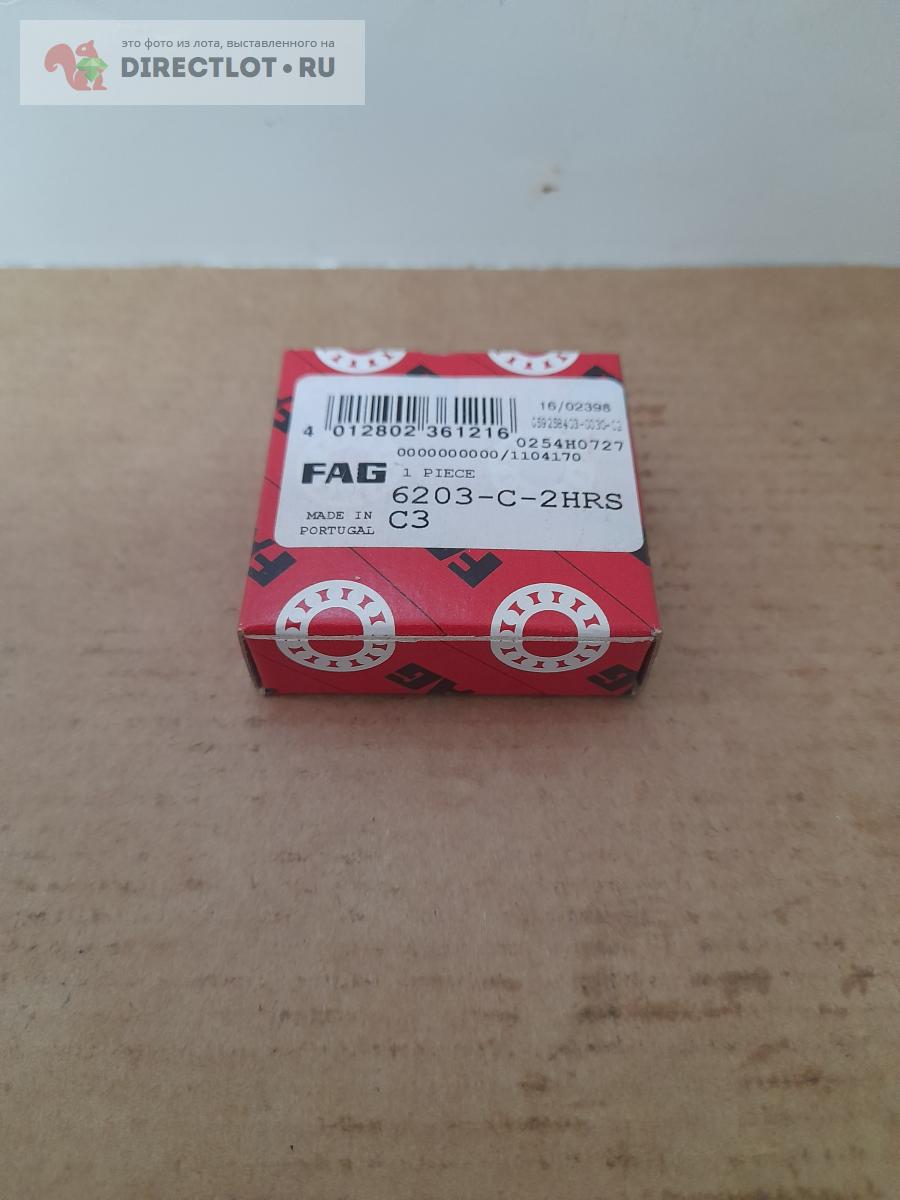 это фото из лота, выставленного на
DIRECTLOT•RU
16/02398
4 012802 361216
0254H0727
0000000000/1104170
FAG 1 PIECE
6203-C-2HRS
MADE IN C3
PORTUGAL